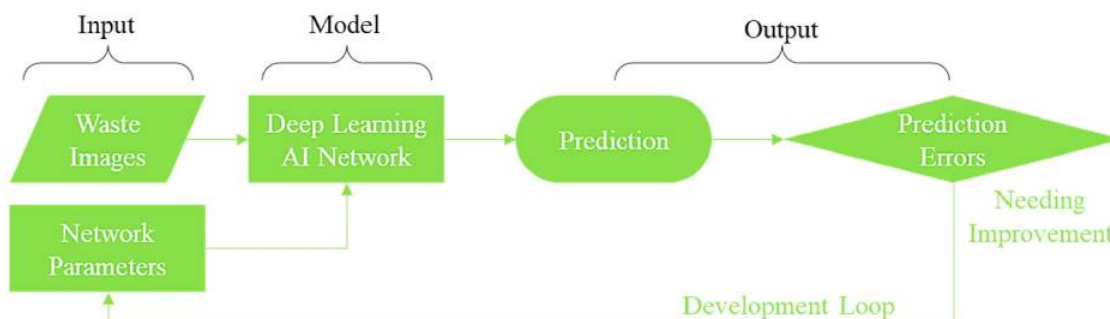 Input
Model
Output
Waste
Images
Deep Learning
AI Network
Prediction
Prediction
Errors
Network
Parameters
Needing
Improvement
Development Loop